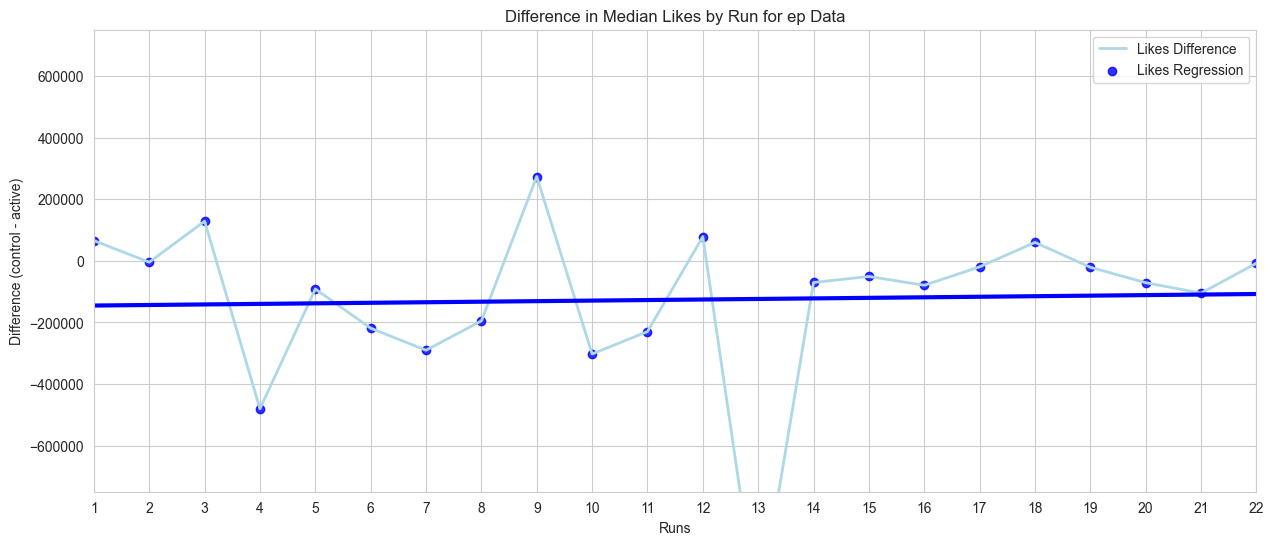 Difference in Median Likes by Run for ep Data
Likes Difference
Likes Regression
Difference (control - active)
600000
400000
200000
0
−200000
−400000
−600000
1 2 3 4 5 6 7 8 9 10 11 12 13 14 15 16 17 18 19 20 21 22
Runs